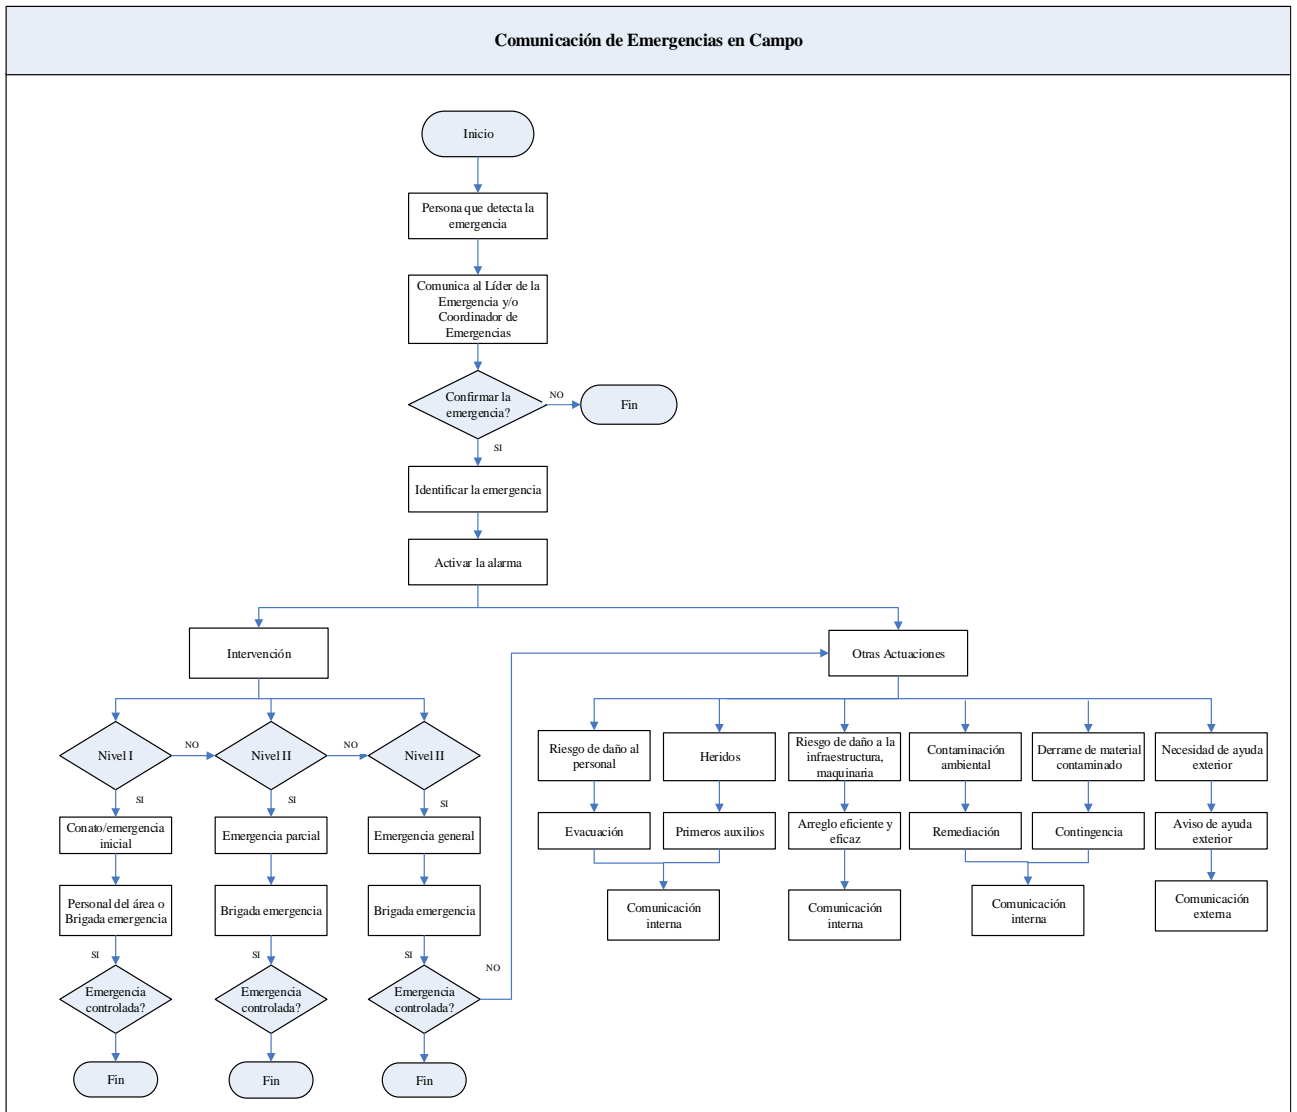 Comunicación de Emergencias en Campo
Inicio
Persona que detecta la
emergencia
Comunica al Líder de la
Emergencia y/o
Coordinador de
Emergencias
Confirmar la
emergencia?
NO
Fin
SI
Identificar la emergencia
Activar la alarma
Intervención
Otras Actuaciones
Nivel I
NO
Nivel II
NO
Nivel II
SI
SI
SI
Conato/emergencia
inicial
Emergencia parcial
Emergencia general
Personal del área o
Brigada emergencia
Brigada emergencia
Brigada emergencia
SI
SI
SI
NO
Emergencia
controlada?
Emergencia
controlada?
Emergencia
controlada?
Fin
Fin
Fin
Riesgo de daño al
personal
Heridos
Riesgo de daño a la
infraestructura,
maquinaria
Contaminación
ambiental
Derrame de material
contaminado
Necesidad de ayuda
exterior
Evacuación
Primeros auxilios
Arreglo eficiente y
eficaz
Remediación
Contingencia
Aviso de ayuda
exterior
Comunicación
interna
Comunicación
interna
Comunicación
interna
Comunicación
externa